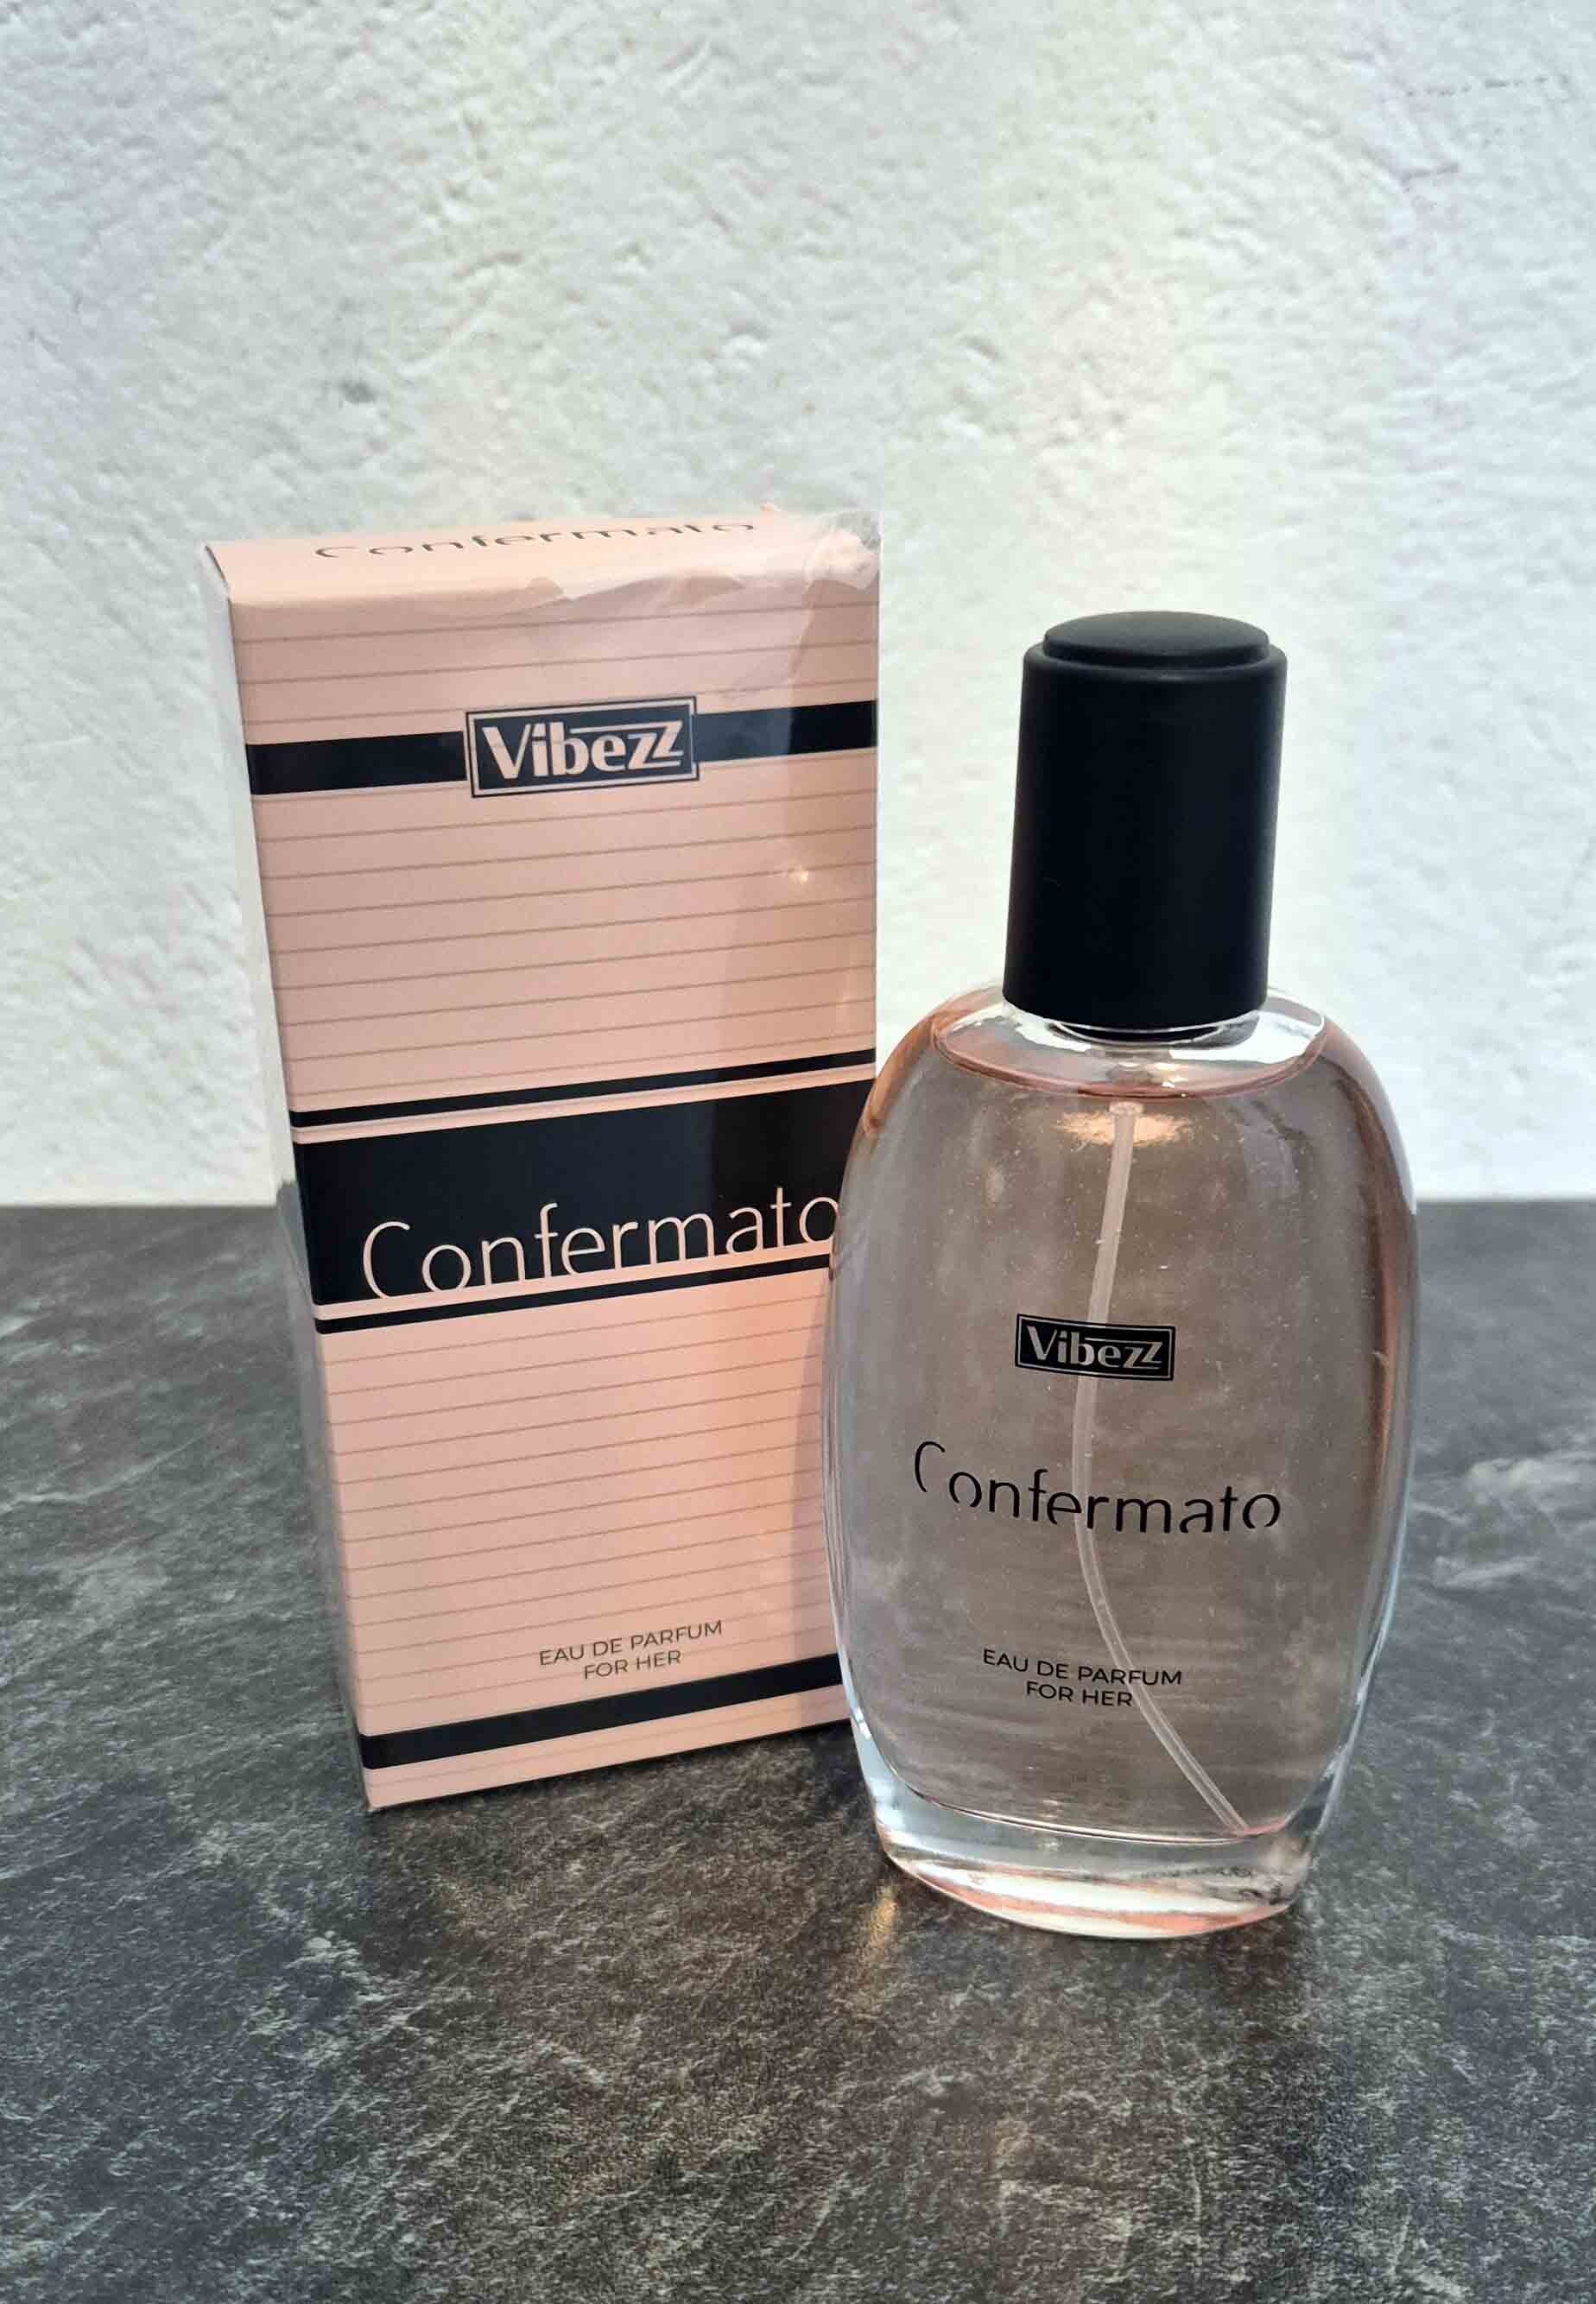 Confermato
Vibezz
Confermato
EAU DE PARFUM
FOR HER
Vibezz
Confermato
EAU DE PARFUM
FOR HER